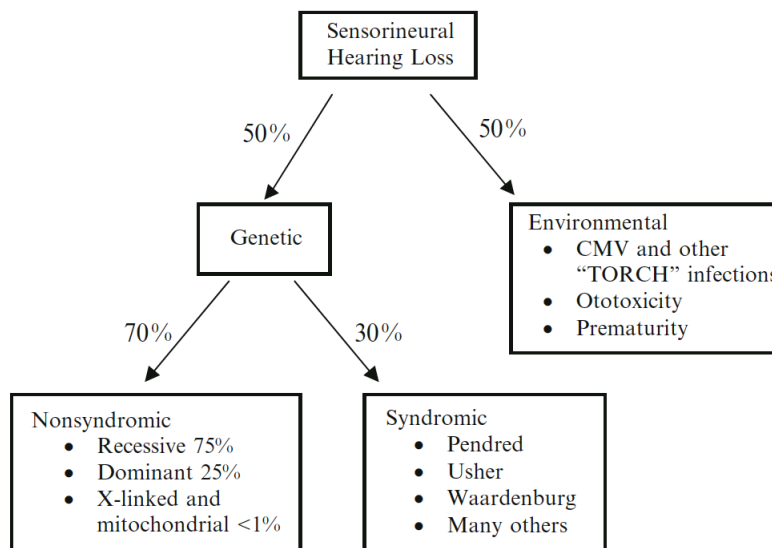 Sensorineural
Hearing Loss
50%
50%
Genetic
Environmental
• CMV and other
“TORCH” infections
• Ototoxicity
• Prematurity
70%
30%
Nonsyndromic
• Recessive 75%
• Dominant 25%
• X-linked and
mitochondrial <1%
Syndromic
• Pendred
• Usher
• Waardenburg
• Many others